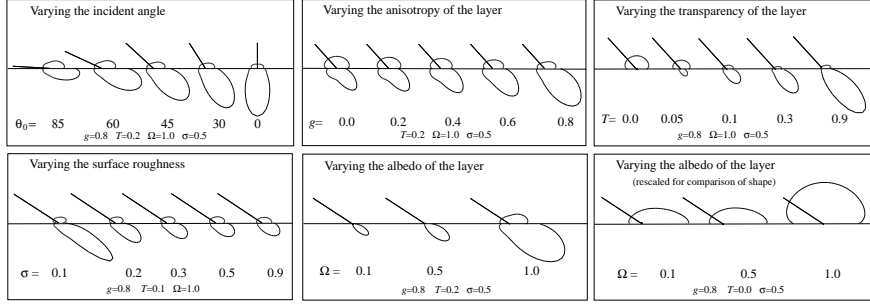 Varying the incident angle
θ0= 85 60 45 30 0
g=0.8 T=0.2 Ω=1.0 σ=0.5
Varying the anisotropy of the layer
g= 0.0 0.2 0.4 0.6 0.8
T=0.2 Ω=1.0 σ=0.5
Varying the transparency of the layer
T= 0.0 0.05 0.1 0.3 0.9
g=0.8 Ω=1.0 σ=0.5
Varying the surface roughness
σ = 0.1 0.2 0.3 0.5 0.9
g=0.8 T=0.1 Ω=1.0
Varying the albedo of the layer
Ω = 0.1 0.5 1.0
g=0.8 T=0.2 σ=0.5
Varying the albedo of the layer
(rescaled for comparison of shape)
Ω = 0.1 0.5 1.0
g=0.8 T=0.0 σ=0.5